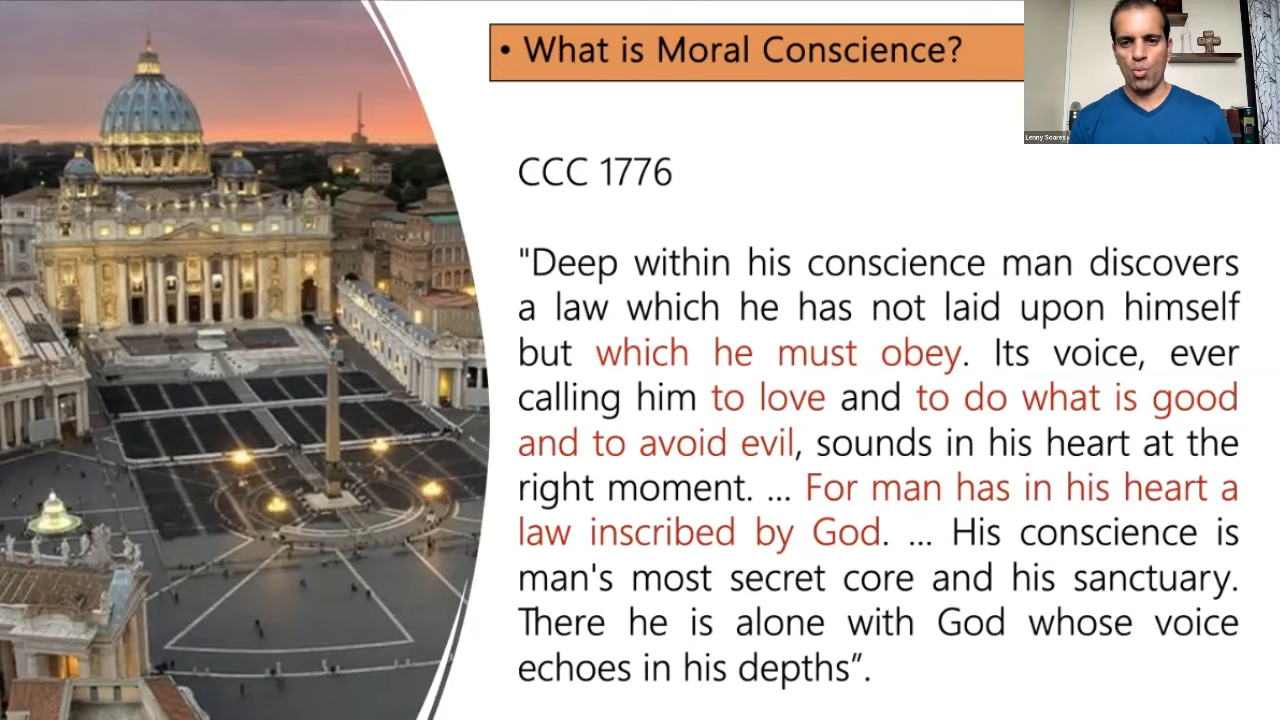 • What is Moral Conscience?
Lenny Soares
CCC 1776
"Deep within his conscience man discovers
a law which he has not laid upon himself
but which he must obey. Its voice, ever
calling him to love and to do what is good
and to avoid evil, sounds in his heart at the
right moment. ... For man has in his heart a
law inscribed by God. ... His conscience is
man's most secret core and his sanctuary.
There he is alone with God whose voice
echoes in his depths”.